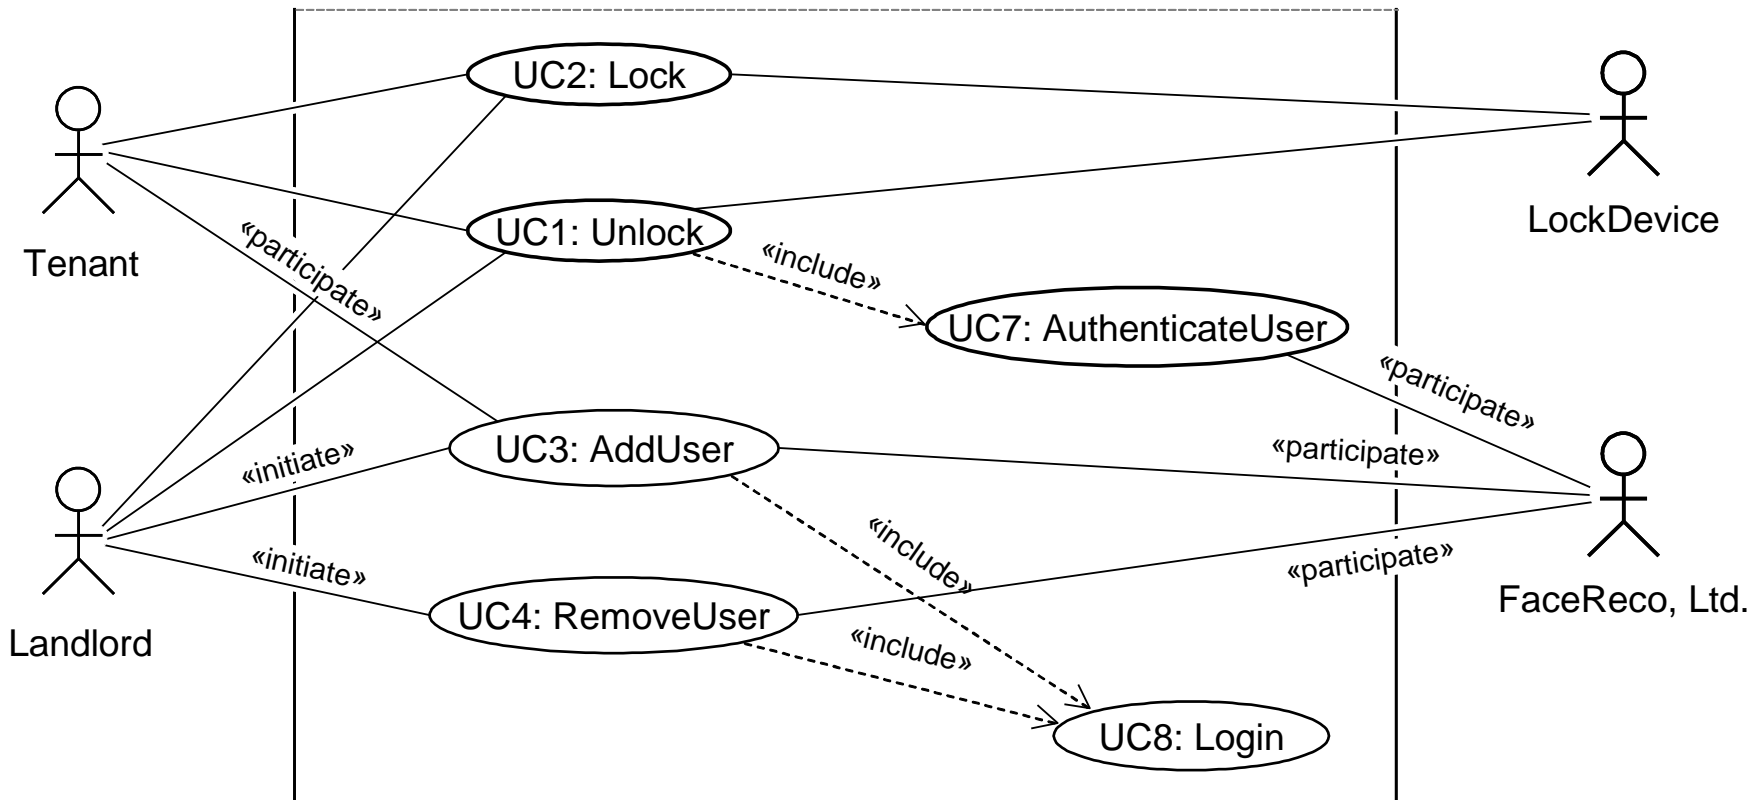 UC2: Lock
LockDevice
Tenant
UC1: Unlock
«participate»
«include»
UC7: AuthenticateUser
«participate»
UC3: AddUser
«initiate»
«participate»
«include»
«initiate»
«participate»
FaceReco, Ltd.
UC4: RemoveUser
Landlord
«include»
UC8: Login